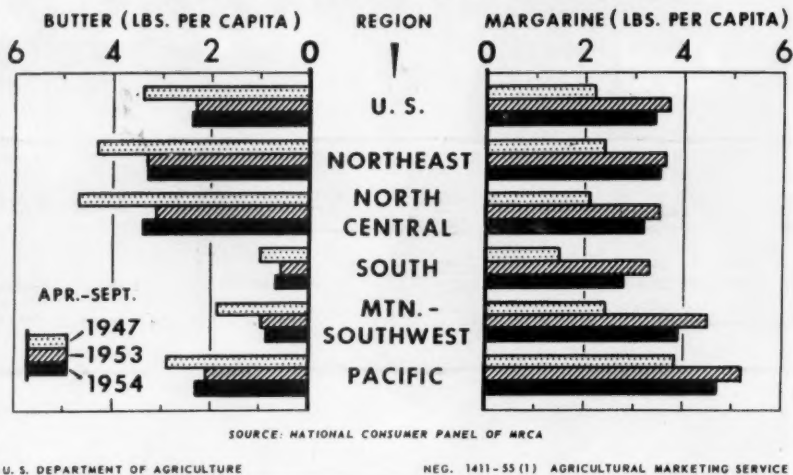 BUTTER (LBS. PER CAPITA) REGION MARGARINE (LBS. PER CAPITA)
6 4 2 0 0 2 4 6
U. S.
NORTHEAST
NORTH
CENTRAL
SOUTH
MTN. -
SOUTHWEST
PACIFIC
APR.-SEPT.
1947
1953
1954
SOURCE: NATIONAL CONSUMER PANEL OF MRCA
U. S. DEPARTMENT OF AGRICULTURE NEG. 1411-55 (1) AGRICULTURAL MARKETING SERVICE